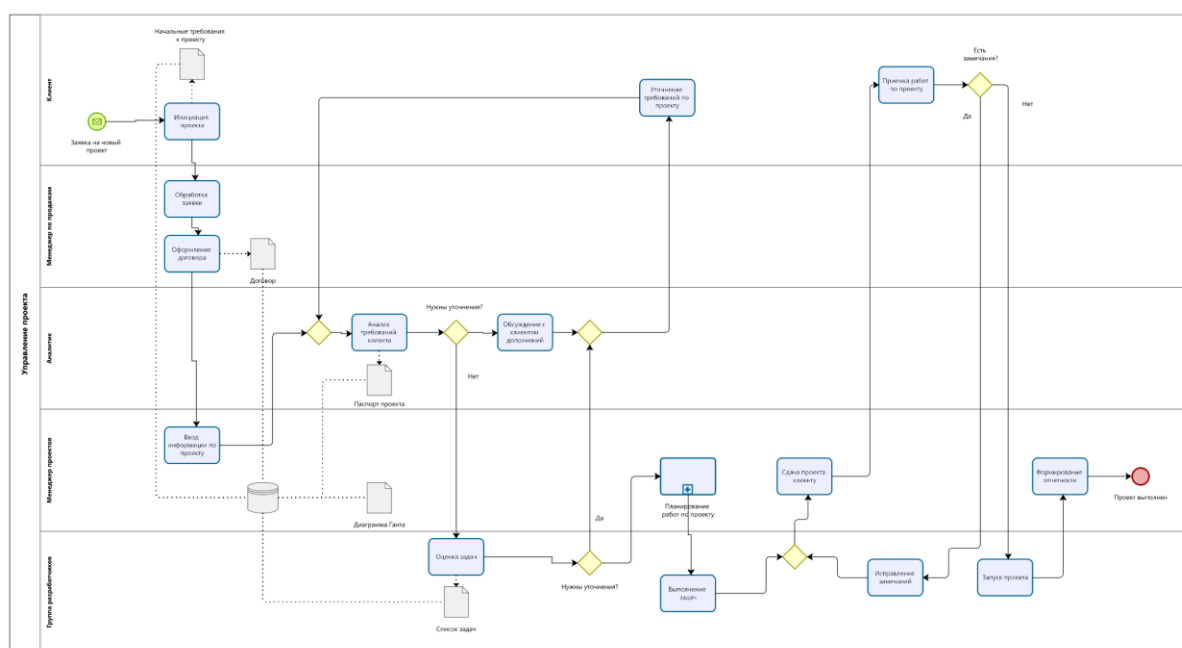 Управление проекта
Клиент
Начальные требования
к проекту
Заявка на новый
проект
Инициация
проекта
Уточнение
требований по
проекту
Приемка работ
по проекту
Есть
замечания?
Да
Нет
Менеджер по продажам
Обработка
заявки
Оформление
договора
Договор
Аналитик
Анализ
требований
клиента
Паспорт проекта
Нужны уточнения?
Нет
Обсуждение с
клиентом
дополнений
Менеджер проектов
Ввод
информации по
проекту
Диаграмма Ганта
Да
Планирование
работ по проекту
Сдача проекта
клиенту
Формирование
отчетности
Проект выполнен
Группа разработчиков
Оценка задач
Список задач
Нужны уточнения?
Выполнение
задач
Исправление
замечаний
Запуск проекта